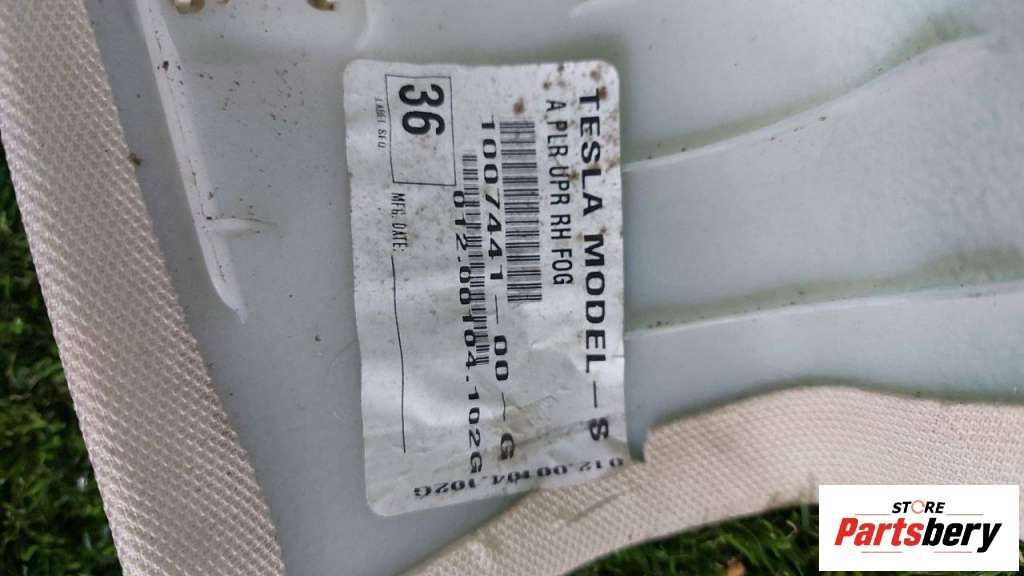 TESLA MODEL—S
A PLR UPR RH FOG
1007441—00—G
012.00104.102G
36
LABEL SEQ.
MFG. DATE:
012.00104.102G
STORE
Partsbery